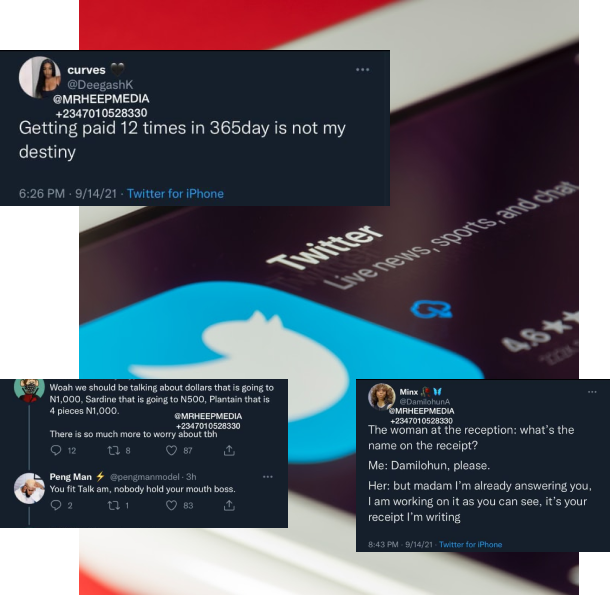 curves 🖤
@DeegashK
@MRHEEPMEDIA
+2347010528330
Getting paid 12 times in 365day is not my
destiny
6:26 PM · 9/14/21 · Twitter for iPhone
Twitter
Live news, sports, and chat
4.6★★
Woah we should be talking about dollars that is going to
N1,000, Sardine that is going to N500, Plantain that is
4 pieces N1,000.
@MRHEEPMEDIA
+2347010528330
There is so much more to worry about tbh
12 8 87
Peng Man ⚡ @pengmanmodel · 3h
You fit Talk am, nobody hold your mouth boss.
2 1 83
Minx
@DamilohunA
@MRHEEPMEDIA
+2347010528330
The woman at the reception: what's the
name on the receipt?
Me: Damilohun, please.
Her: but madam I'm already answering you,
I am working on it as you can see, it's your
receipt I'm writing
8:43 PM · 9/14/21 · Twitter for iPhone